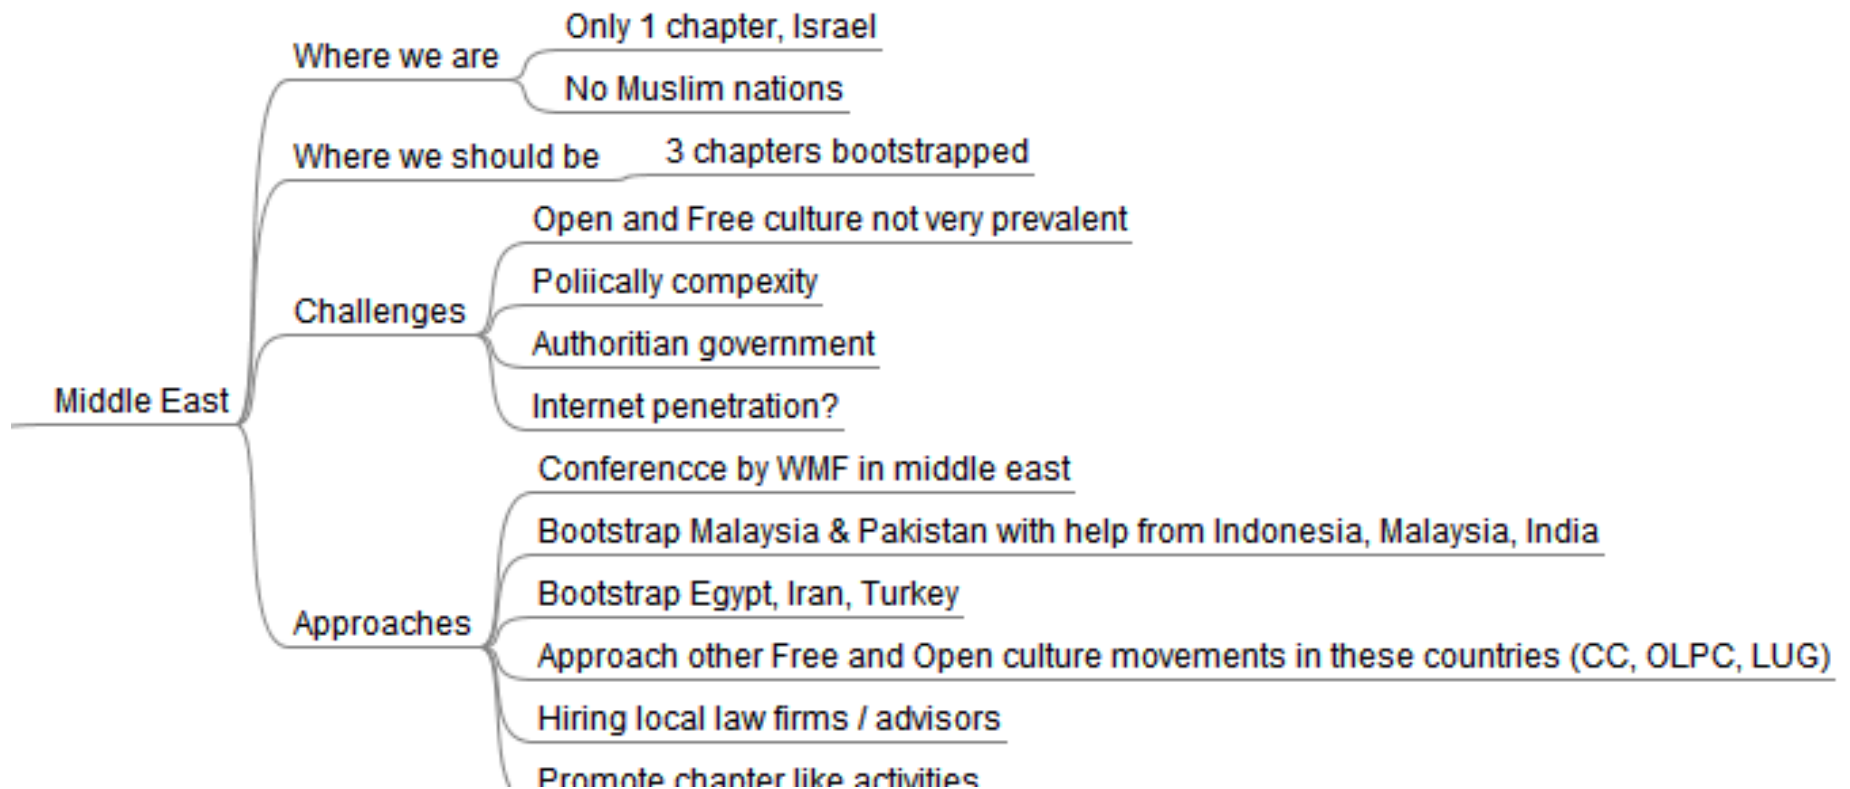 Only 1 chapter, Israel
Where we are
No Muslim nations
Where we should be
3 chapters bootstrapped
Open and Free culture not very prevalent
Poliically compexity
Challenges
Authoritian government
Middle East
Internet penetration?
Conferencce by WMF in middle east
Bootstrap Malaysia & Pakistan with help from Indonesia, Malaysia, India
Bootstrap Egypt, Iran, Turkey
Approaches
Approach other Free and Open culture movements in these countries (CC, OLPC, LUG)
Hiring local law firms / advisors
Promote chapter like activities